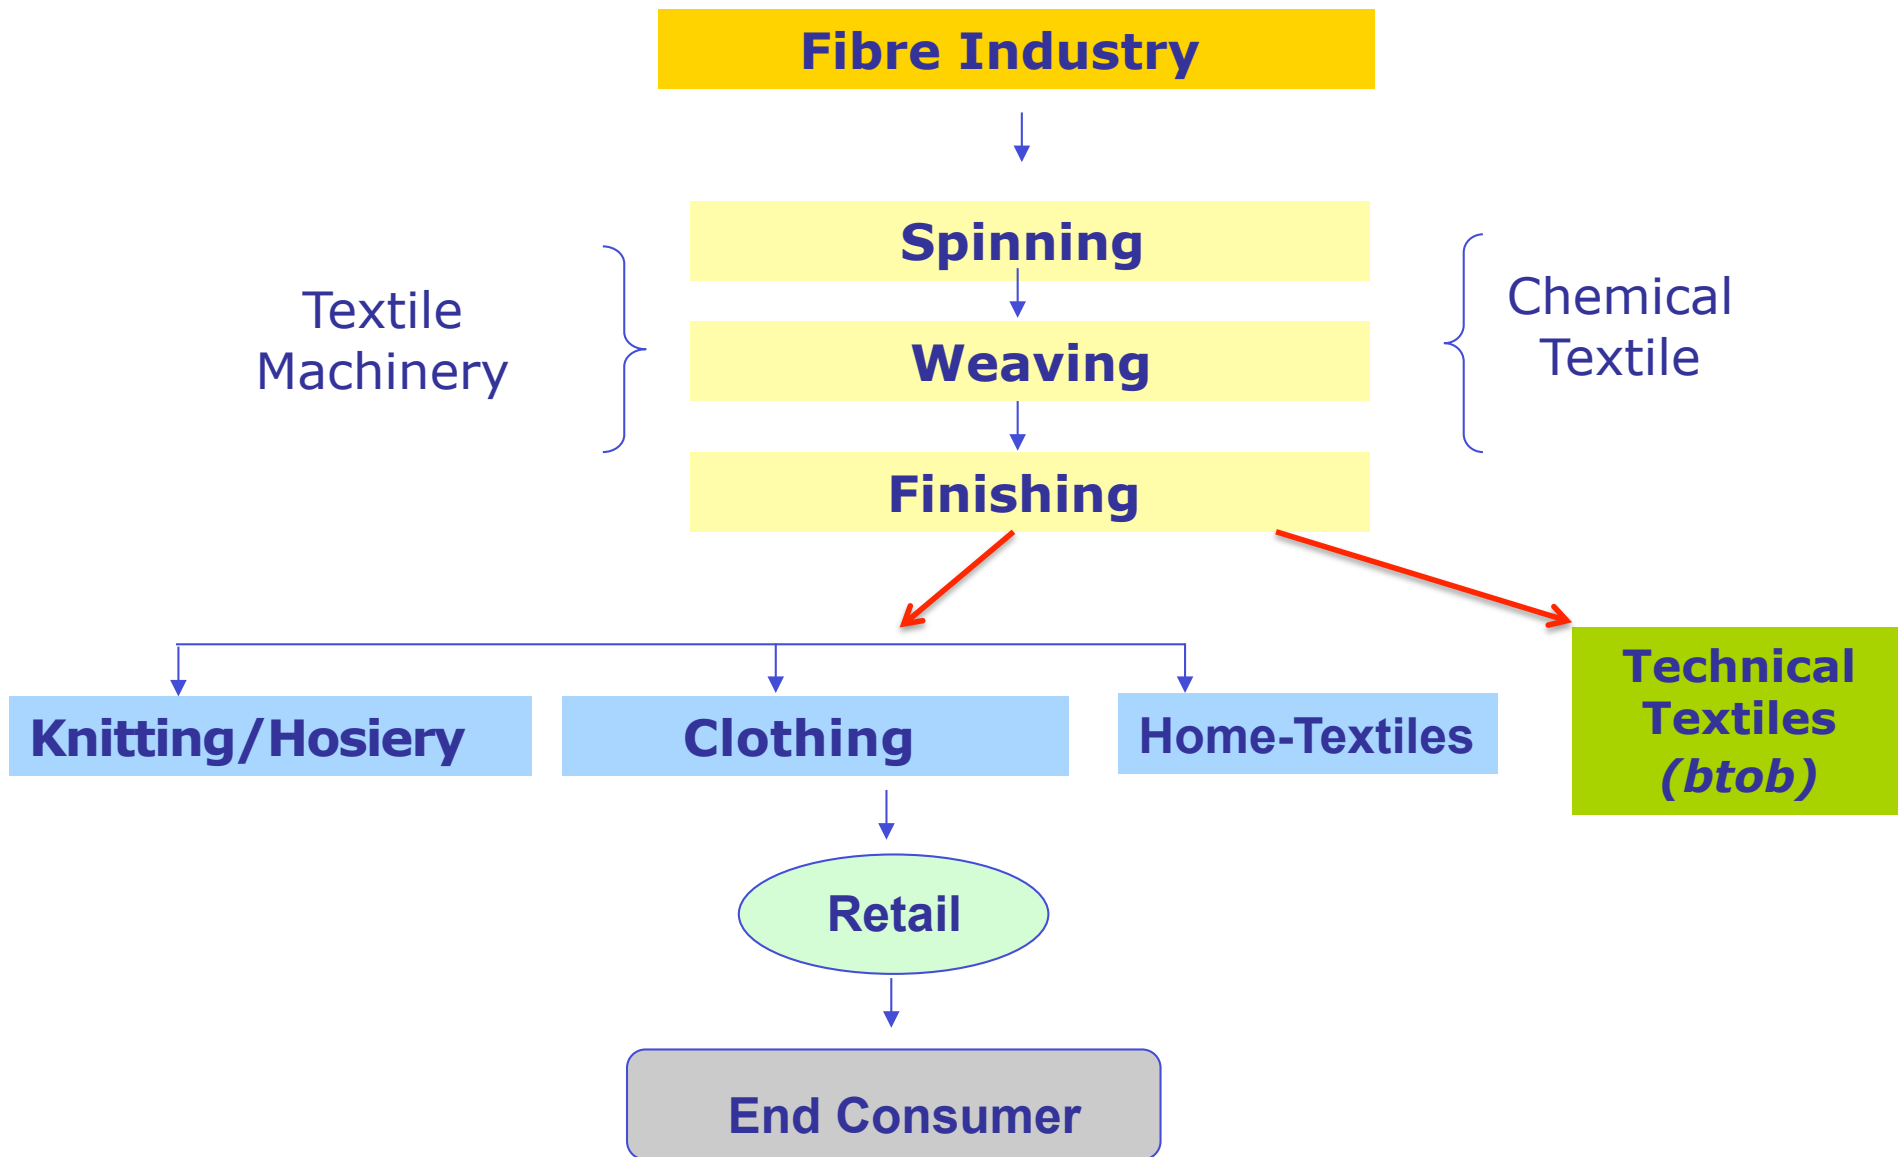 Fibre Industry
Spinning
Textile
Machinery
Chemical
Textile
Weaving
Finishing
Knitting/Hosiery
Clothing
Home-Textiles
Technical
Textiles
(btob)
Retail
End Consumer